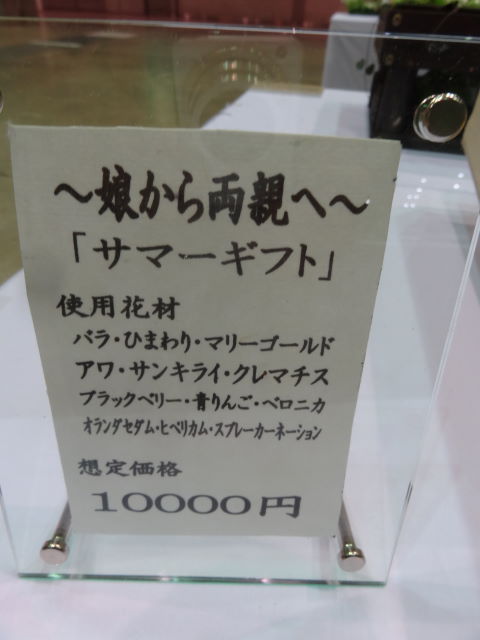 ～娘から両親へ～
「サマーギフト」
使用花材
バラ・ひまわり・マリーゴールド
アワ・サンキライ・クレマチス
ブラックベリー・青りんご・ベロニカ
オランダセダム・ヒペリカム・スプレーカーネーション
想定価格
10000円